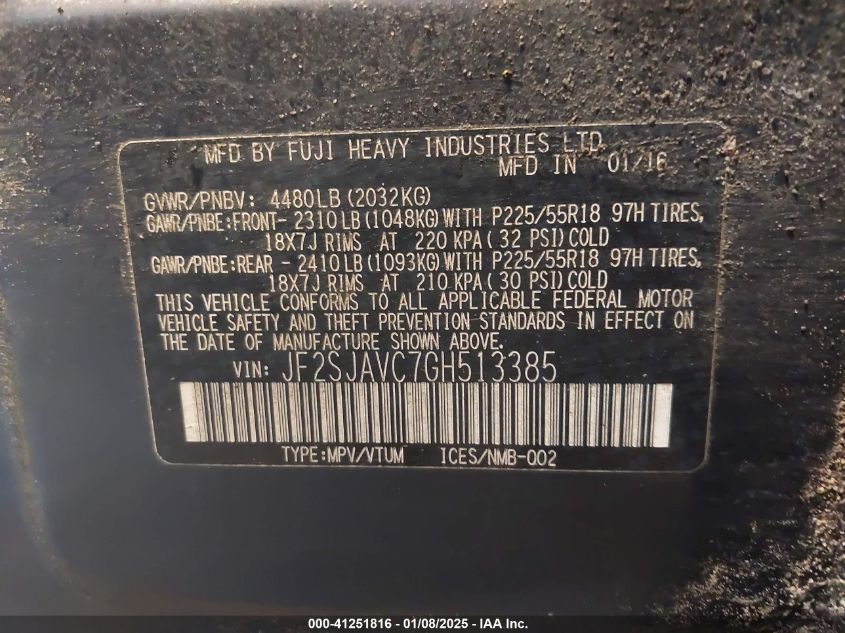 MFD BY FUJI HEAVY INDUSTRIES LTD.
MFD IN 01/16
GVWR/PNBV: 4480LB (2032KG)
GAWR/PNBE:FRONT- 2310LB (1048KG) WITH P225/55R18 97H TIRES,
18X7J RIMS AT 220 KPA ( 32 PSI) COLD
GAWR/PNBE:REAR - 2410LB (1093KG) WITH P225/55R18 97H TIRES,
18X7J RIMS AT 210 KPA ( 30 PSI) COLD
THIS VEHICLE CONFORMS TO ALL APPLICABLE FEDERAL MOTOR
VEHICLE SAFETY AND THEFT PREVENTION STANDARDS IN EFFECT ON
THE DATE OF MANUFACTURE SHOWN ABOVE.
VIN: JF2SJAVC7GH513385
TYPE:MPV/VTUM ICES/NMB-002
000-41251816 - 01/08/2025 - IAA Inc.